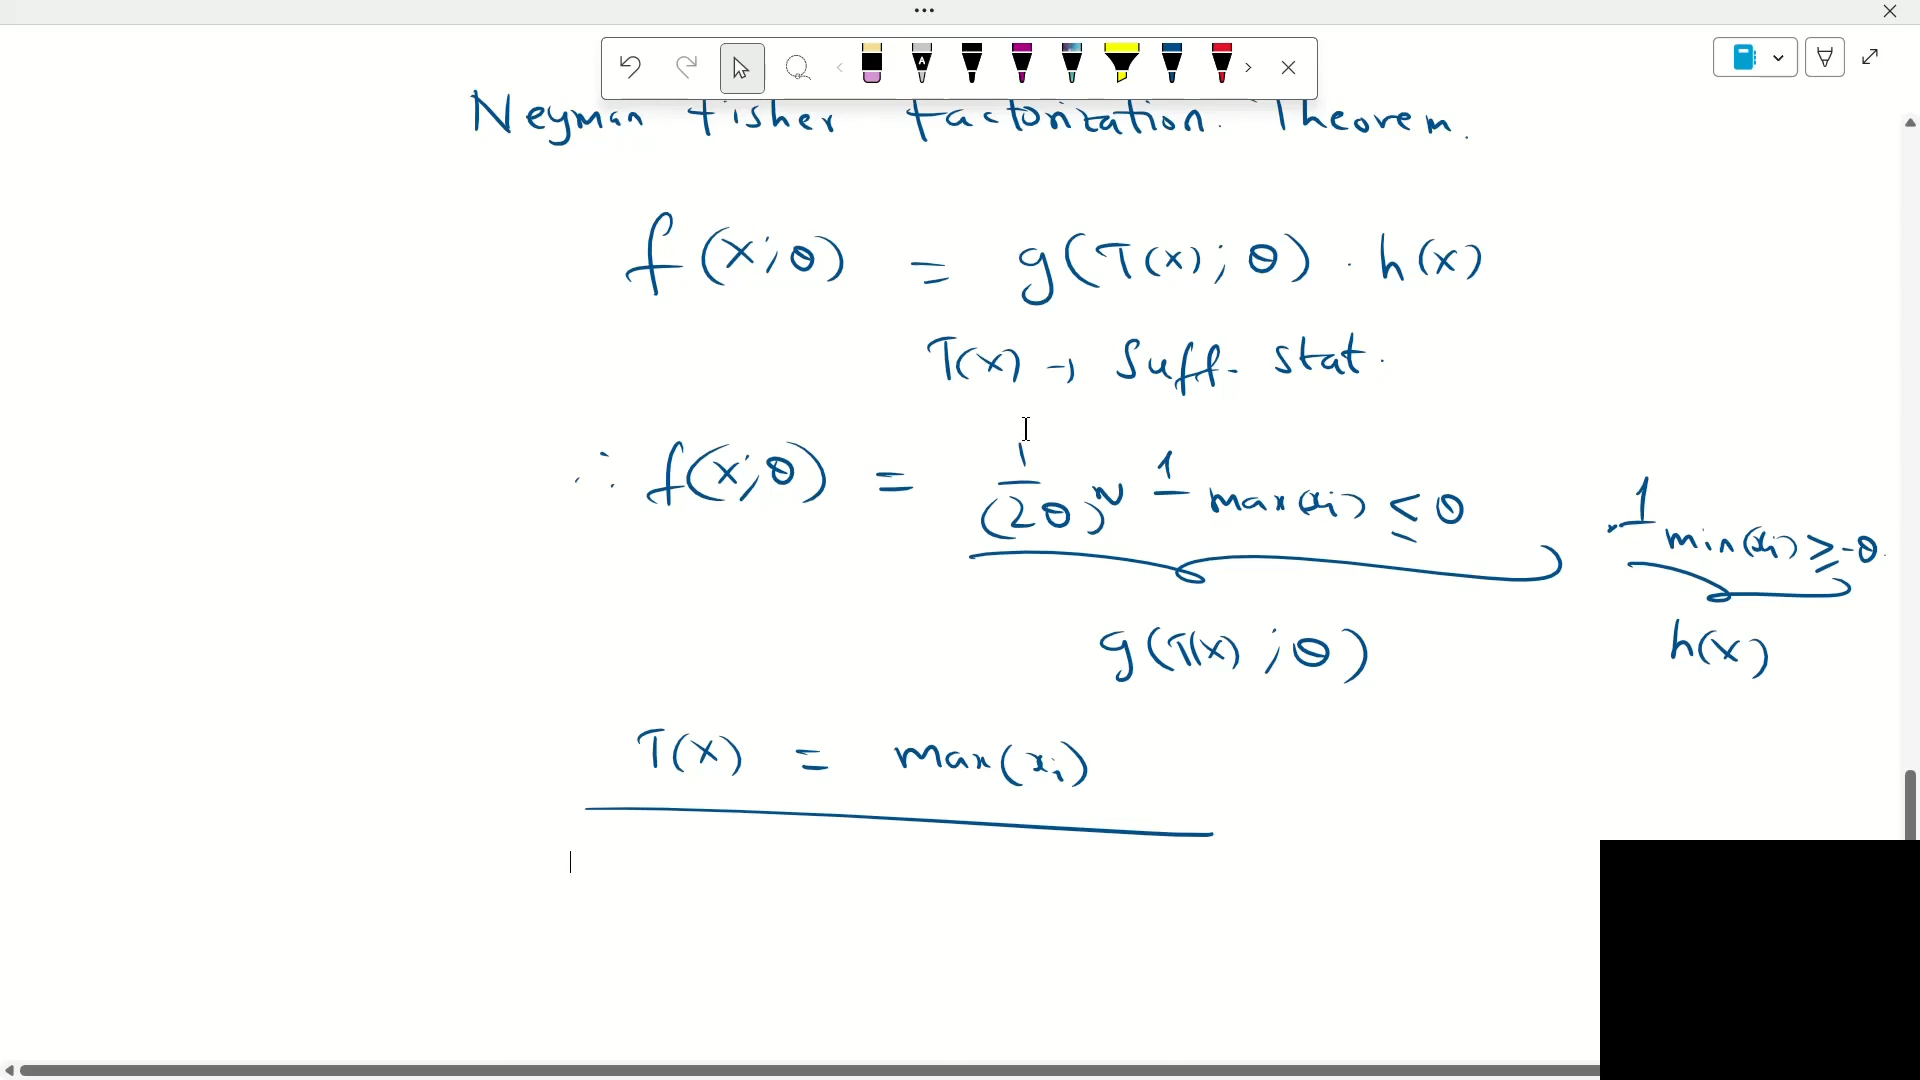 Neyman Fisher Factorization. Theorem.
f(x;θ) = g(T(x);θ) . h(x)
T(x) → Suff. stat.
∴ f(x;θ) = 1/(2θ)^N 1 max(xi) ≤ θ . 1 min(xi) ≥ -θ
g(T(x);θ) h(x)
T(x) = max(xi)